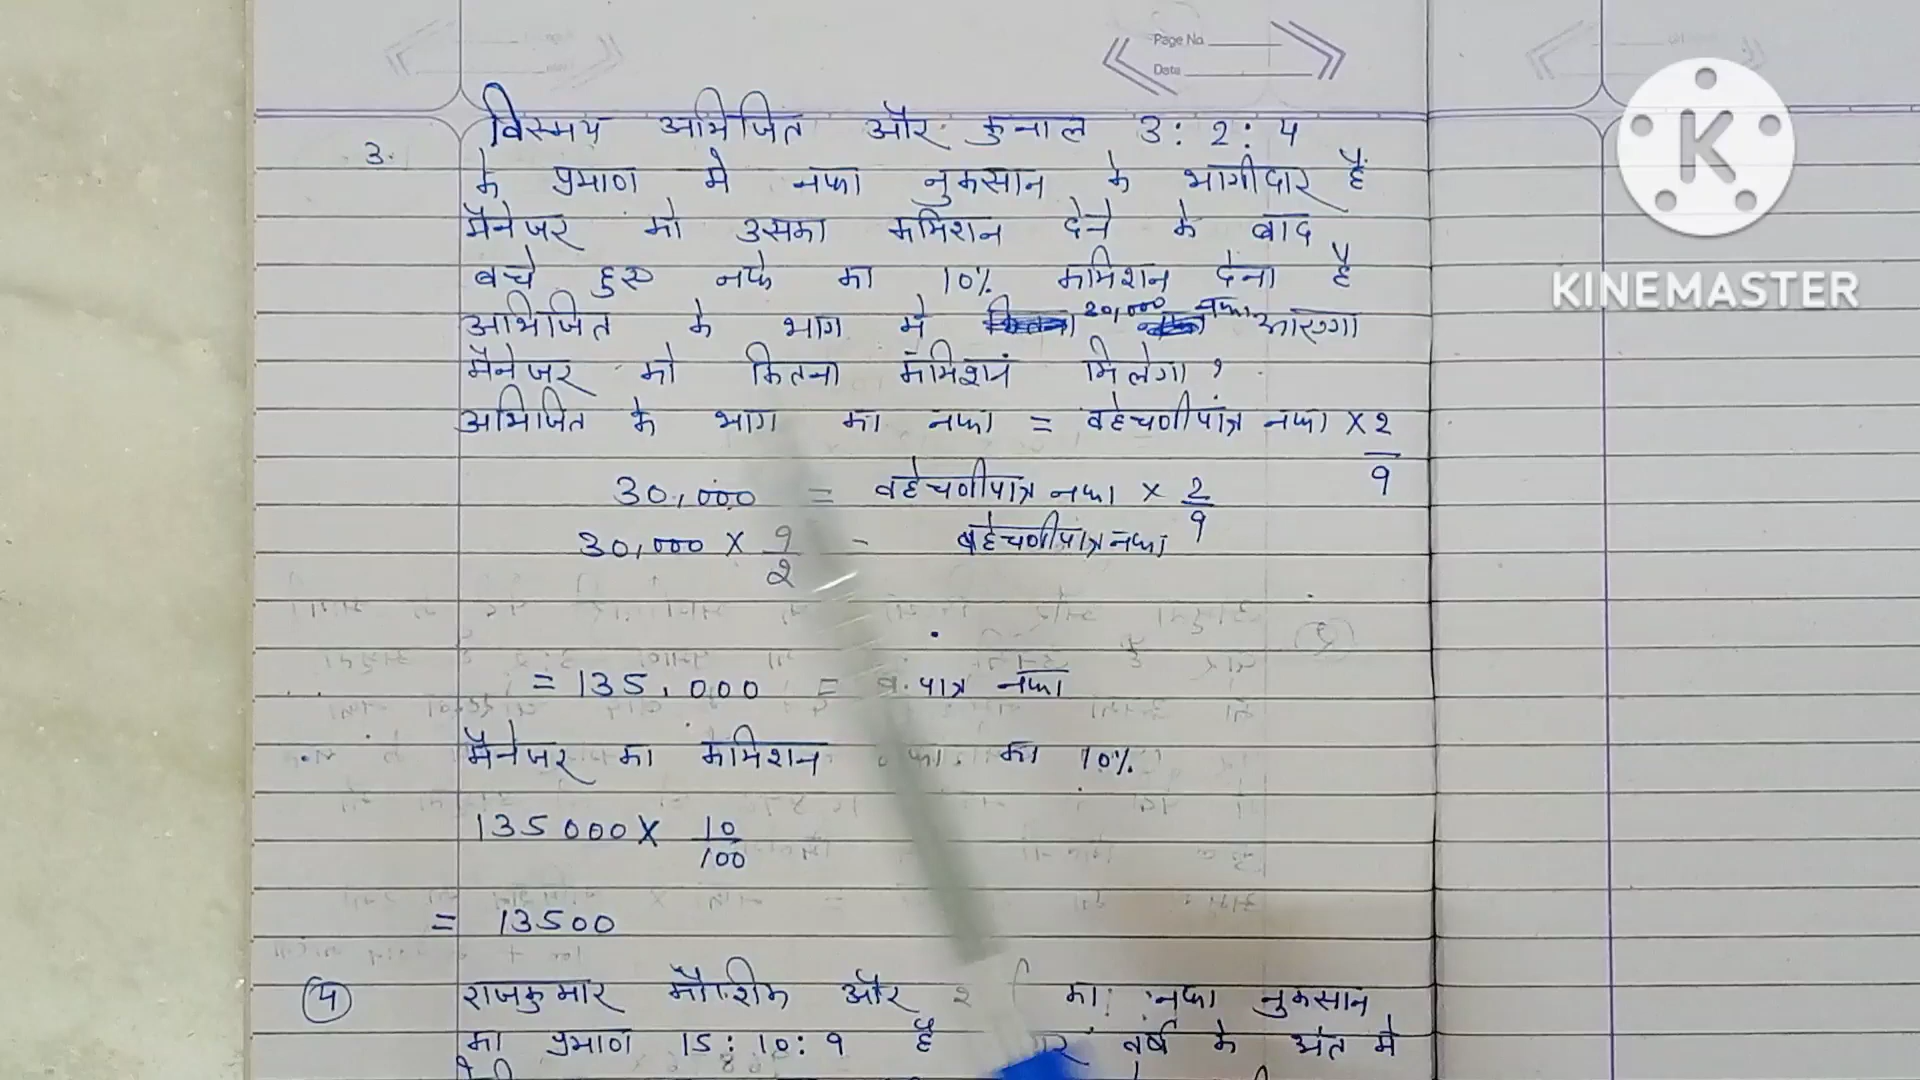 Page No
Date
K
KINEMASTER
3.
विस्मय अभिजित और कुनाल 3 : 2 : 4
के प्रमाण मे नफा नुकसान के भागीदार है
मैनेजर को उसका कमिशन देने के बाद
बचे हुए नफे का 10% कमिशन देना है
अभिजित के भाग मे 30,000 नफा आएगा
मैनेजर को कितना कमिशन मिलेगा ?
अभिजित के भाग का नफा = वहेचणीपात्र नफा × 2/9
30,000 = वहेचणीपात्र नफा × 2/9
30,000 × 9/2 = वहेचणीपात्र नफा
= 135,000 = व. पात्र नफा
मैनेजर का कमिशन का 10%
135000 × 10/100
= 13500
4 राजकुमार कौशिक और का नफा नुकसान
का प्रमाण 15 : 10 : 9 है वर्ष के अंत मे